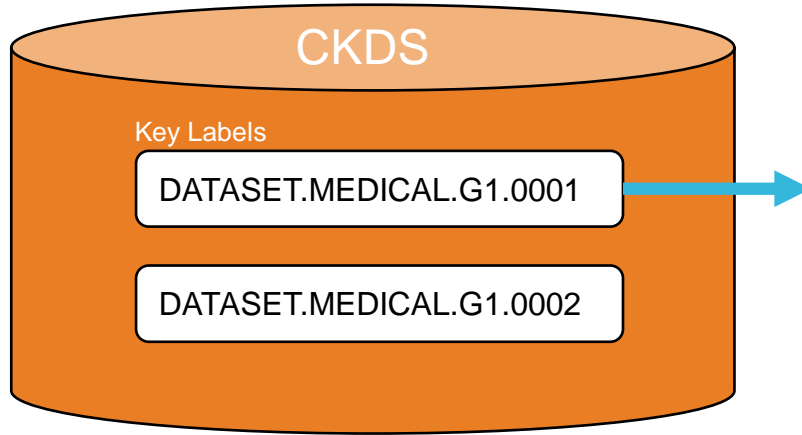 CKDS
Key Labels
DATASET.MEDICAL.G1.0001
DATASET.MEDICAL.G1.0002